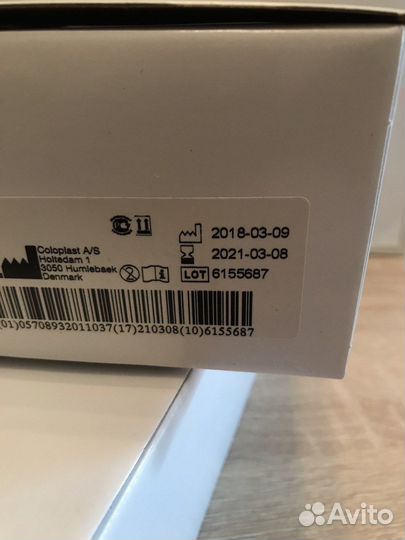 2018-03-09
2021-03-08
LOT 6155687
Coloplast A/S
Holtedam 1
3050 Humlebaek
Denmark
(01)05708932011037(17)210308(10)6155687
Avito